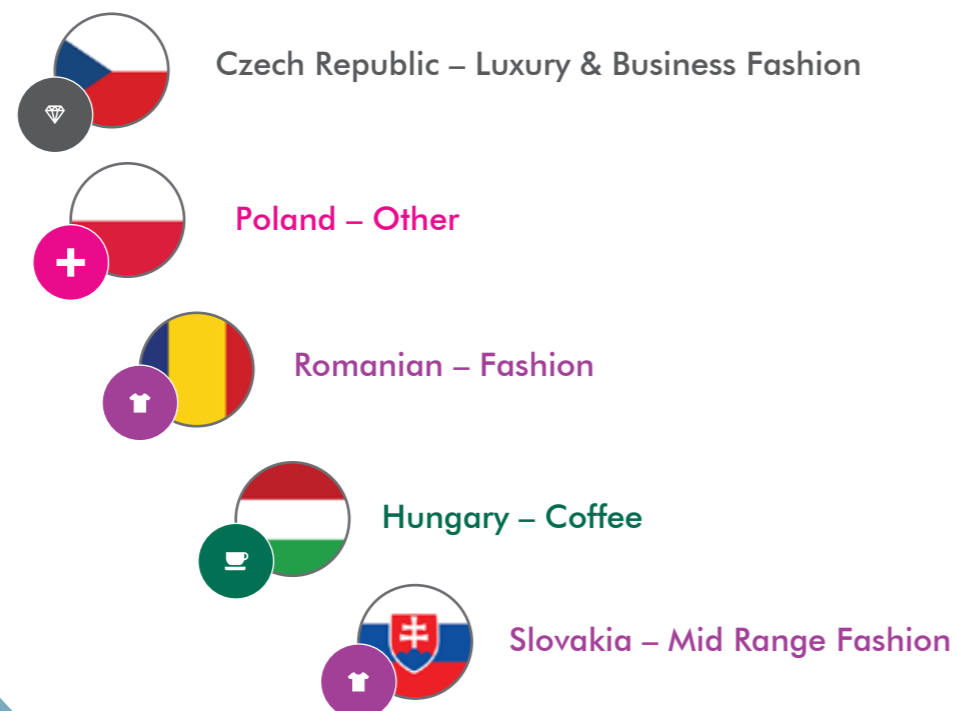 Czech Republic – Luxury & Business Fashion
Poland – Other
Romanian – Fashion
Hungary – Coffee
Slovakia – Mid Range Fashion